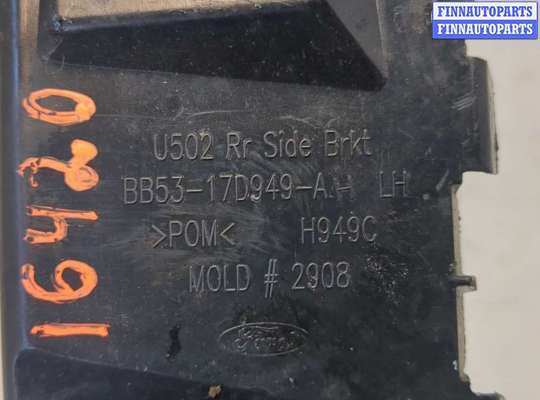 FINNAUTOPARTS
FINNAUTOPARTS
U502 Rr Side Brkt
BB53-17D949-A LH
>POM< H949C
MOLD # 2908
Ford
16420